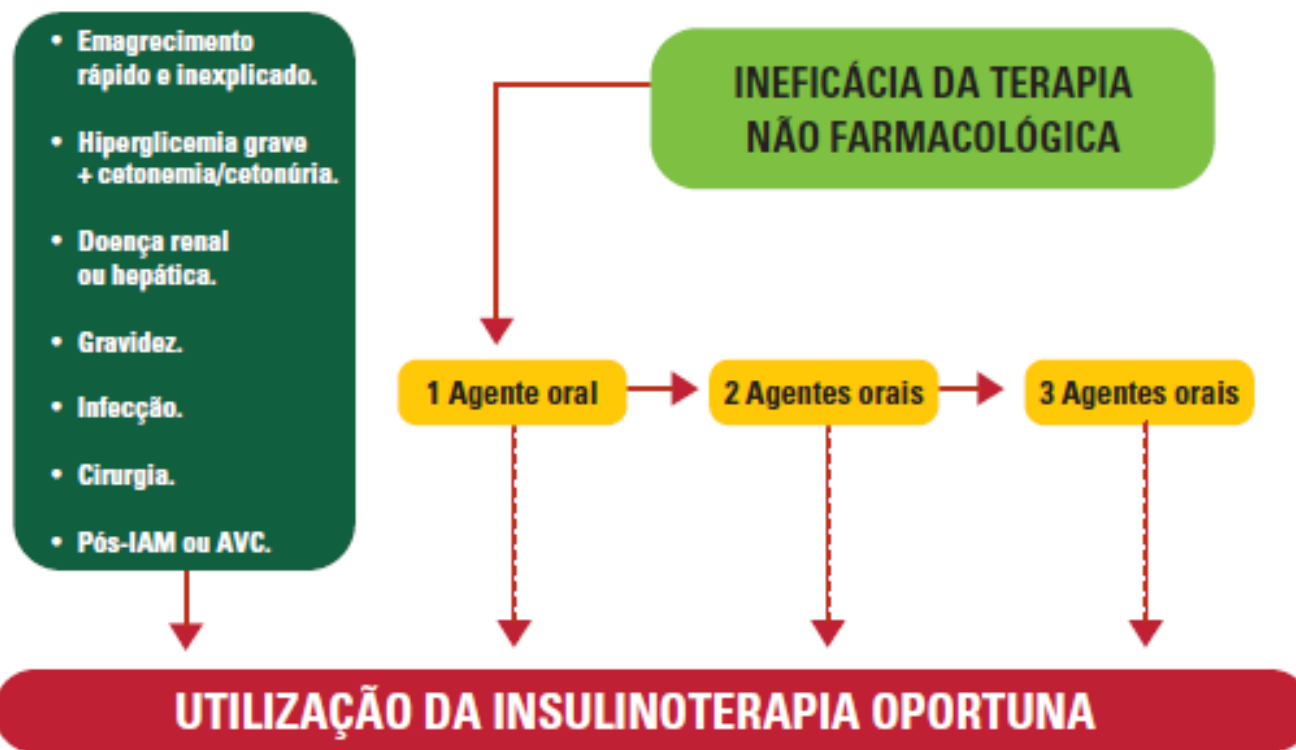 • Emagrecimento
rápido e inexplicado.
• Hiperglicemia grave
+ cetonemia/cetonúria.
• Doença renal
ou hepática.
• Gravidez.
• Infecção.
• Cirurgia.
• Pós-IAM ou AVC.
INEFICÁCIA DA TERAPIA
NÃO FARMACOLÓGICA
1 Agente oral
2 Agentes orais
3 Agentes orais
UTILIZAÇÃO DA INSULINOTERAPIA OPORTUNA